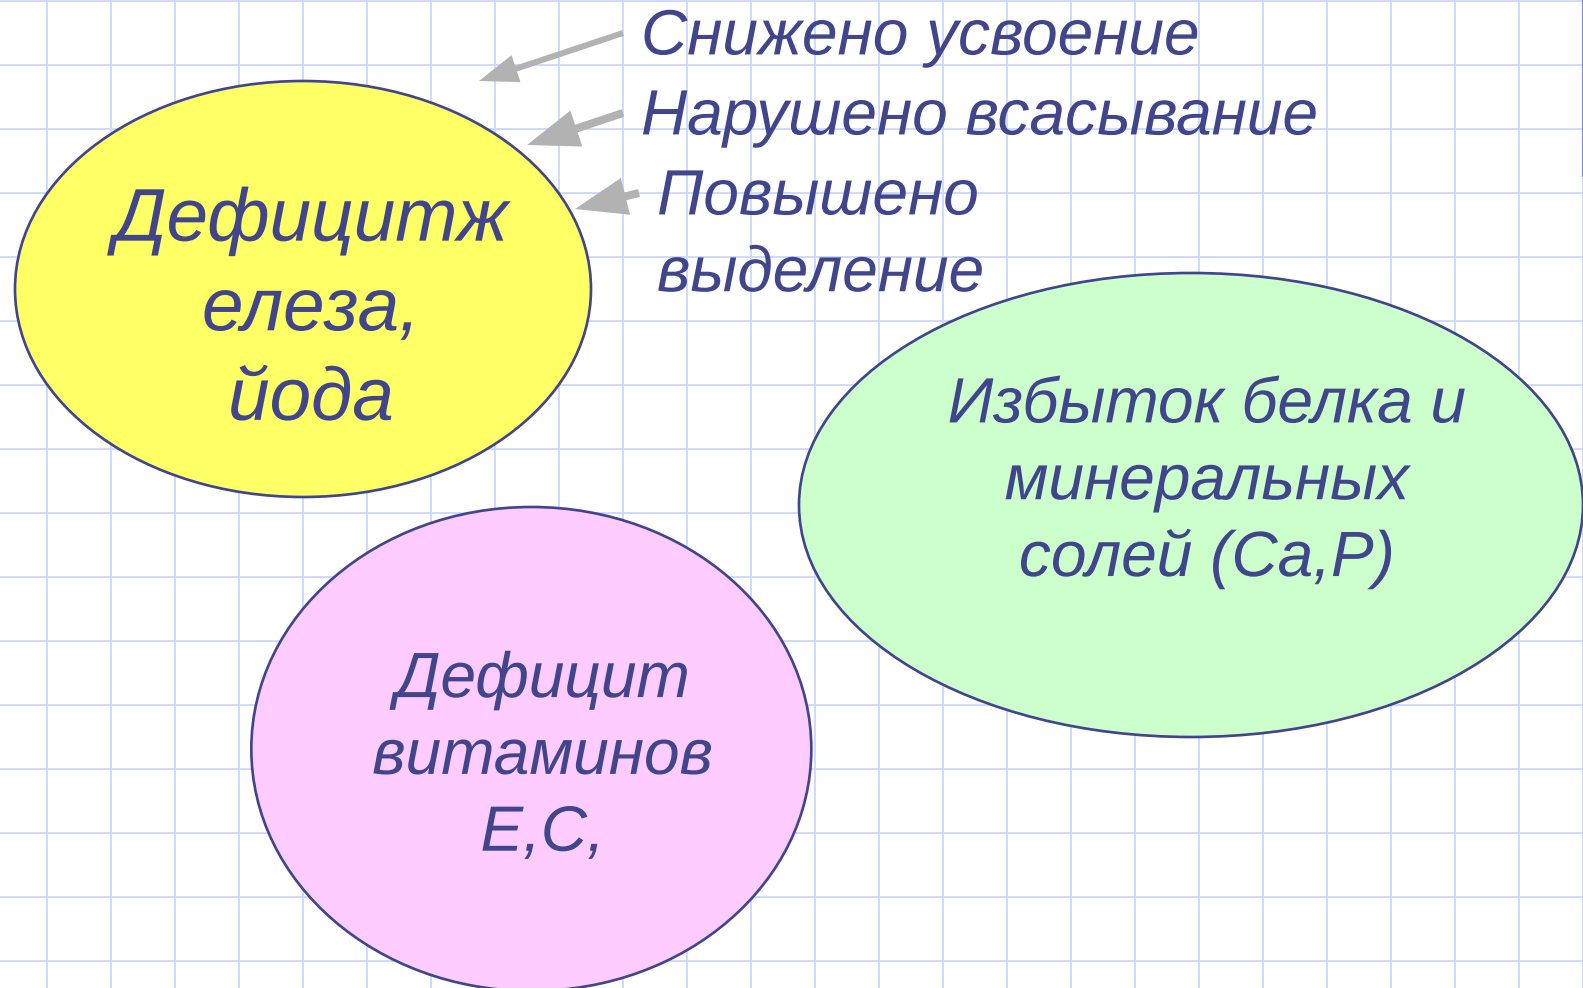 Снижено усвоение
Нарушено всасывание
Повышено
выделение
Дефицитж
елеза,
йода
Избыток белка и
минеральных
солей (Са,Р)
Дефицит
витаминов
Е,С,